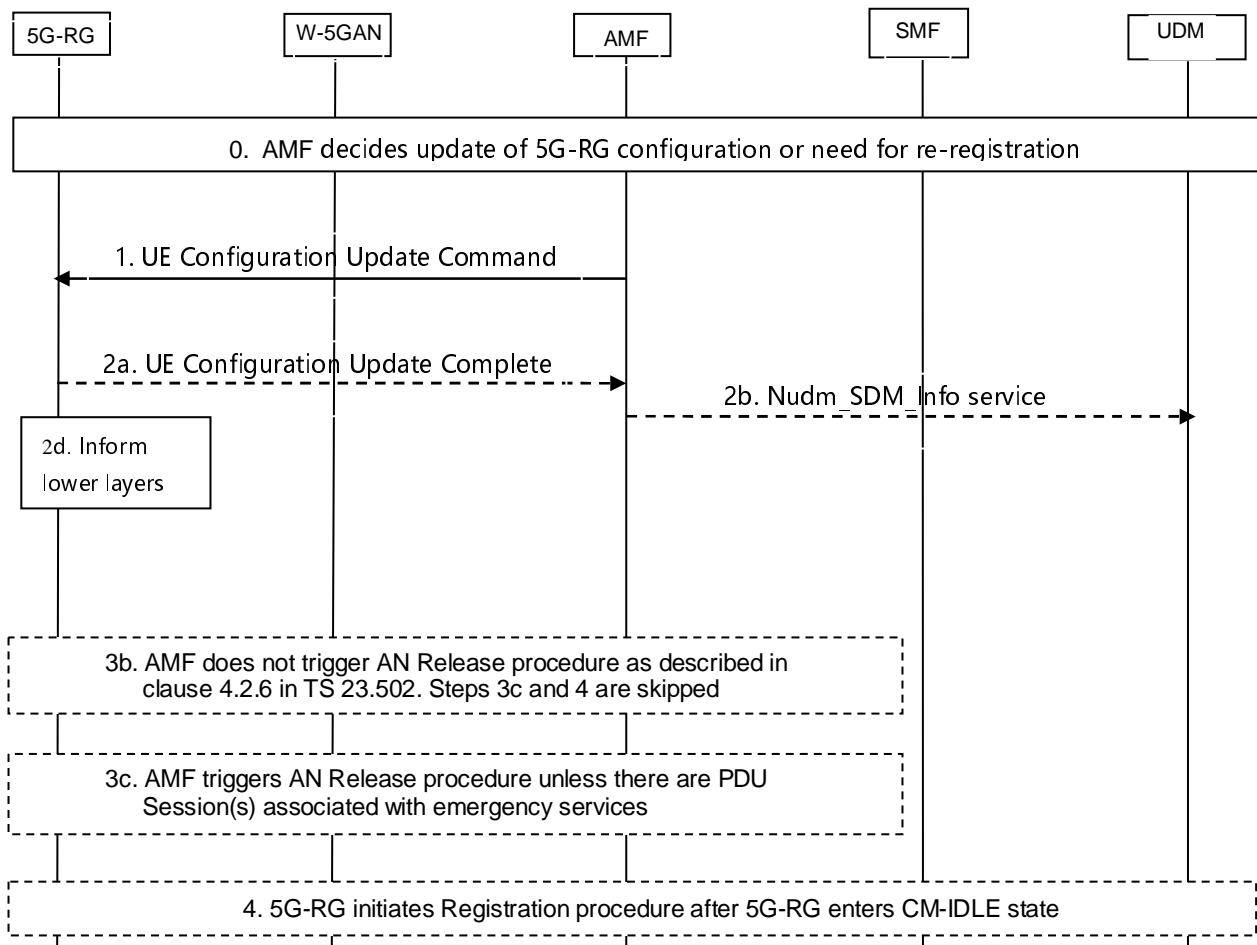 5G-RG
W-5GAN
AMF
SMF
UDM
0. AMF decides update of 5G-RG configuration or need for re-registration
1. UE Configuration Update Command
2a. UE Configuration Update Complete
2b. Nudm_SDM_Info service
2d. Inform
lower layers
3b. AMF does not trigger AN Release procedure as described in
clause 4.2.6 in TS 23.502. Steps 3c and 4 are skipped
3c. AMF triggers AN Release procedure unless there are PDU
Session(s) associated with emergency services
4. 5G-RG initiates Registration procedure after 5G-RG enters CM-IDLE state